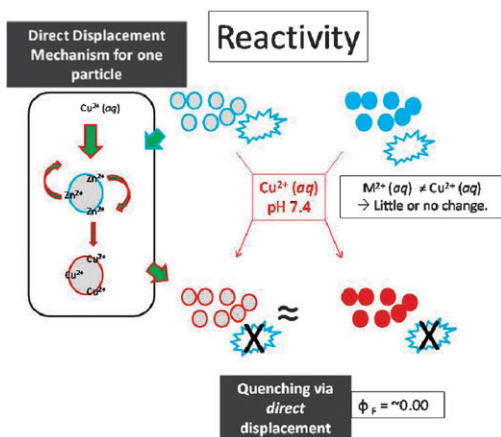 Direct Displacement
Mechanism for one
particle
Reactivity
Cu²⁺ (aq)
Zn²⁺
Zn²⁺
Zn²⁺
Cu²⁺
Cu²⁺
Cu²⁺
Cu²⁺ (aq)
pH 7.4
M²⁺ (aq) ≠ Cu²⁺ (aq)
→ Little or no change.
≈
X
X
Quenching via
direct
displacement
ϕ F = ~0.00